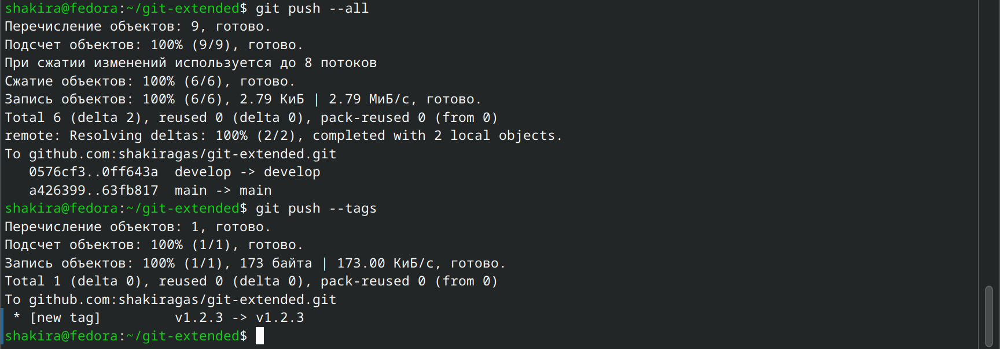 shakira@fedora:~/git-extended$ git push --all
Перечисление объектов: 9, готово.
Подсчет объектов: 100% (9/9), готово.
При сжатии изменений используется до 8 потоков
Сжатие объектов: 100% (6/6), готово.
Запись объектов: 100% (6/6), 2.79 КиБ | 2.79 МиБ/с, готово.
Total 6 (delta 2), reused 0 (delta 0), pack-reused 0 (from 0)
remote: Resolving deltas: 100% (2/2), completed with 2 local objects.
To github.com:shakiragas/git-extended.git
   0576cf3..0ff643a  develop -> develop
   a426399..63fb817  main -> main
shakira@fedora:~/git-extended$ git push --tags
Перечисление объектов: 1, готово.
Подсчет объектов: 100% (1/1), готово.
Запись объектов: 100% (1/1), 173 байта | 173.00 КиБ/с, готово.
Total 1 (delta 0), reused 0 (delta 0), pack-reused 0 (from 0)
To github.com:shakiragas/git-extended.git
 * [new tag]         v1.2.3 -> v1.2.3
shakira@fedora:~/git-extended$